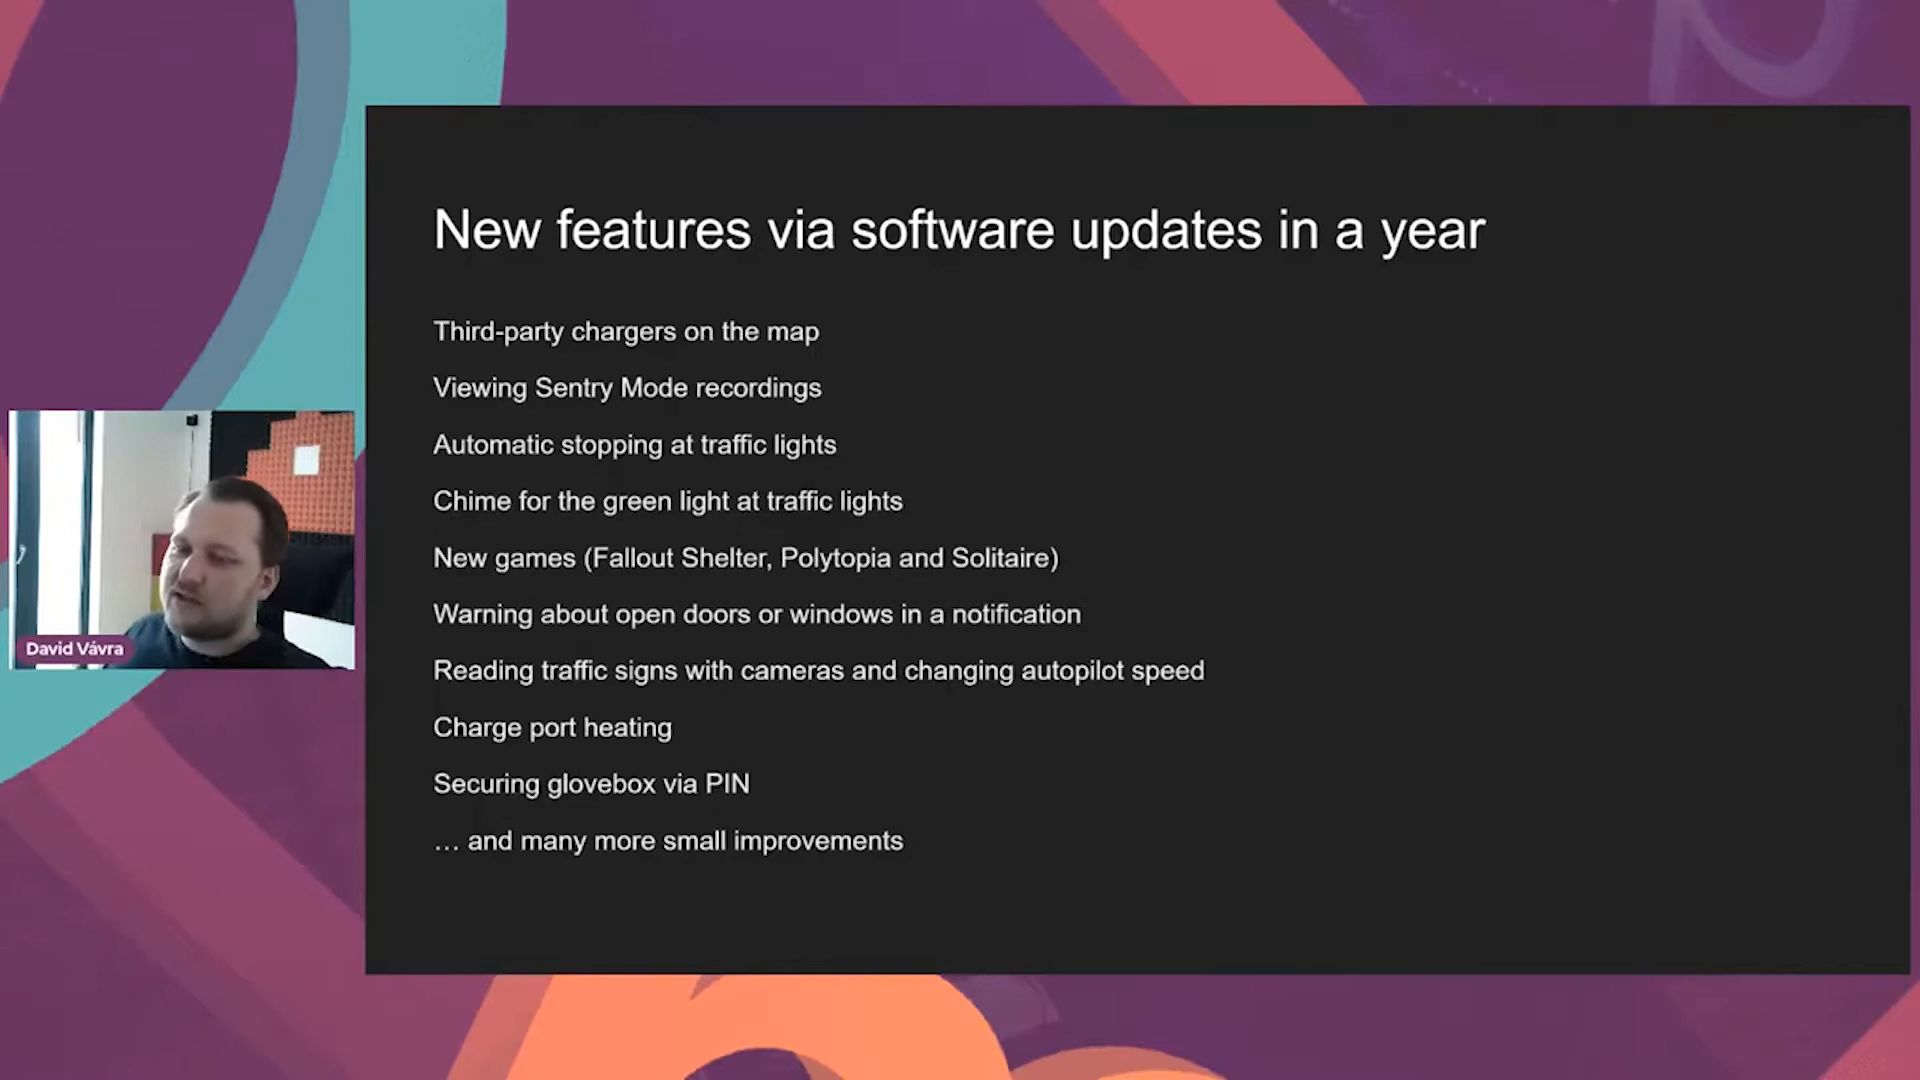 New features via software updates in a year
Third-party chargers on the map
Viewing Sentry Mode recordings
Automatic stopping at traffic lights
Chime for the green light at traffic lights
New games (Fallout Shelter, Polytopia and Solitaire)
Warning about open doors or windows in a notification
Reading traffic signs with cameras and changing autopilot speed
Charge port heating
Securing glovebox via PIN
… and many more small improvements
David Vávra